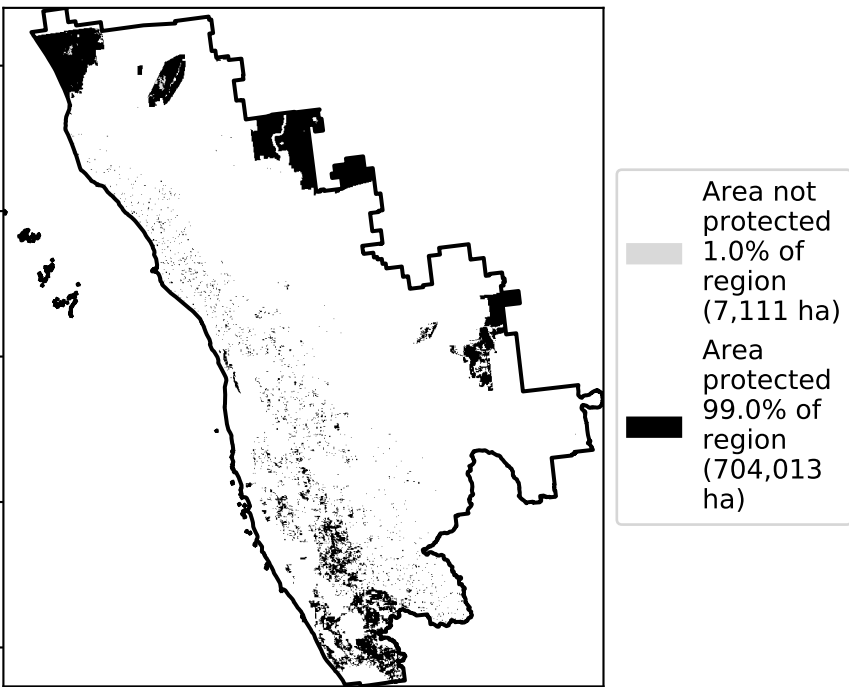 Area not
protected
1.0% of
region
(7,111 ha)
Area
protected
99.0% of
region
(704,013
ha)